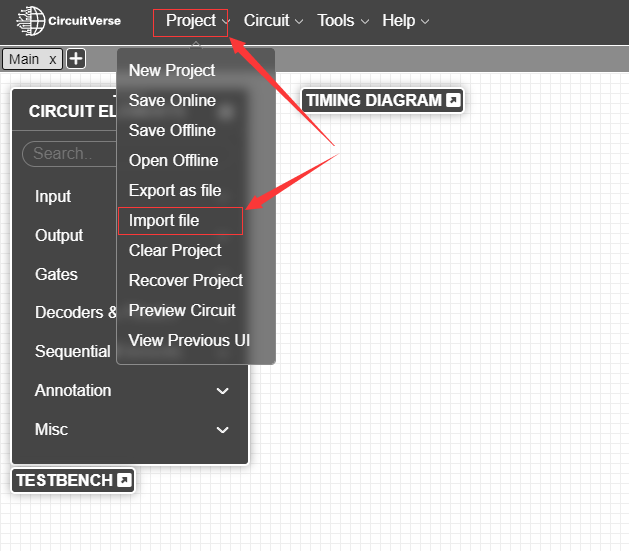 CircuitVerse
Project Circuit Tools Help
Main x +
New Project
Save Online
Save Offline
Open Offline
Export as file
Import file
Clear Project
Recover Project
Preview Circuit
View Previous UI
TIMING DIAGRAM
CIRCUIT EL
Search..
Input
Output
Gates
Decoders &
Sequential
Annotation
Misc
TESTBENCH